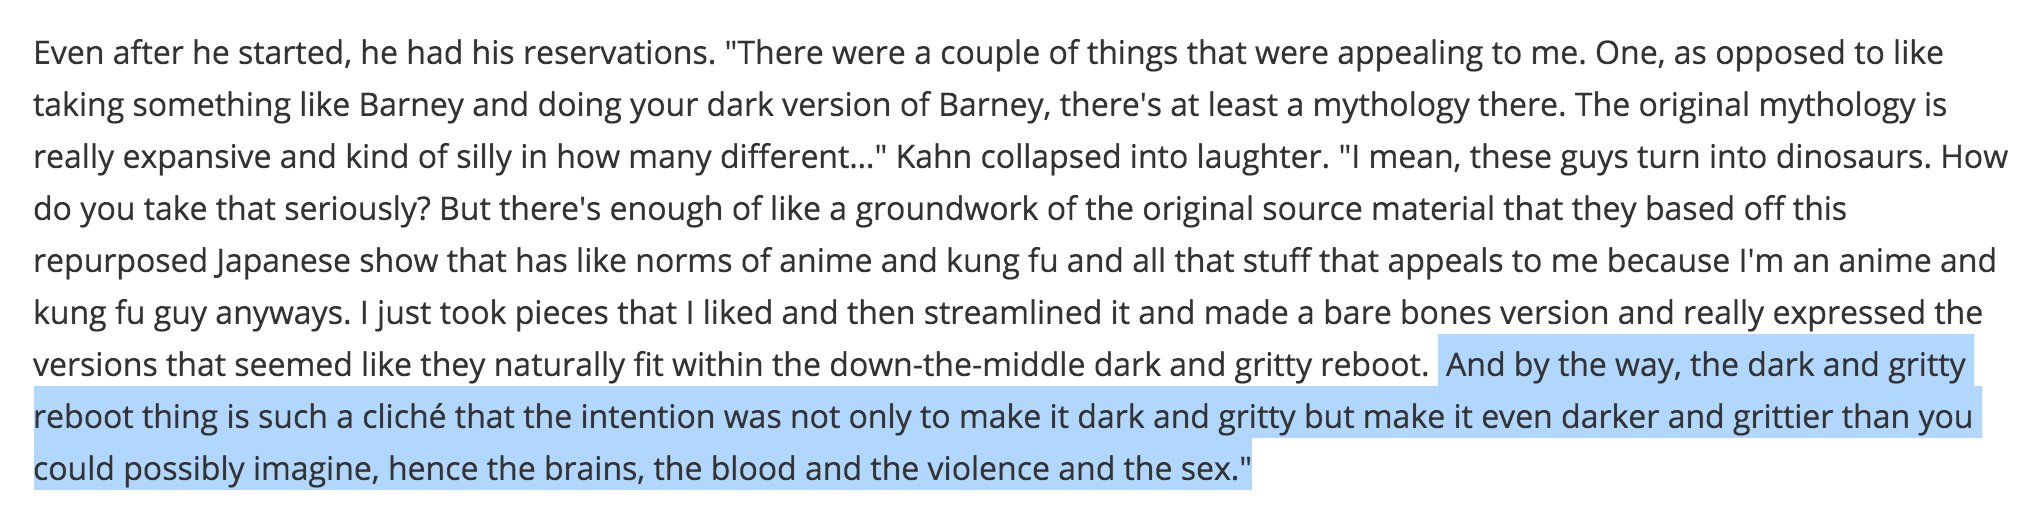 Even after he started, he had his reservations. "There were a couple of things that were appealing to me. One, as opposed to like
taking something like Barney and doing your dark version of Barney, there's at least a mythology there. The original mythology is
really expansive and kind of silly in how many different..." Kahn collapsed into laughter. "I mean, these guys turn into dinosaurs. How
do you take that seriously? But there's enough of like a groundwork of the original source material that they based off this
repurposed Japanese show that has like norms of anime and kung fu and all that stuff that appeals to me because I'm an anime and
kung fu guy anyways. I just took pieces that I liked and then streamlined it and made a bare bones version and really expressed the
versions that seemed like they naturally fit within the down-the-middle dark and gritty reboot.  And by the way, the dark and gritty
reboot thing is such a cliché that the intention was not only to make it dark and gritty but make it even darker and grittier than you
could possibly imagine, hence the brains, the blood and the violence and the sex."